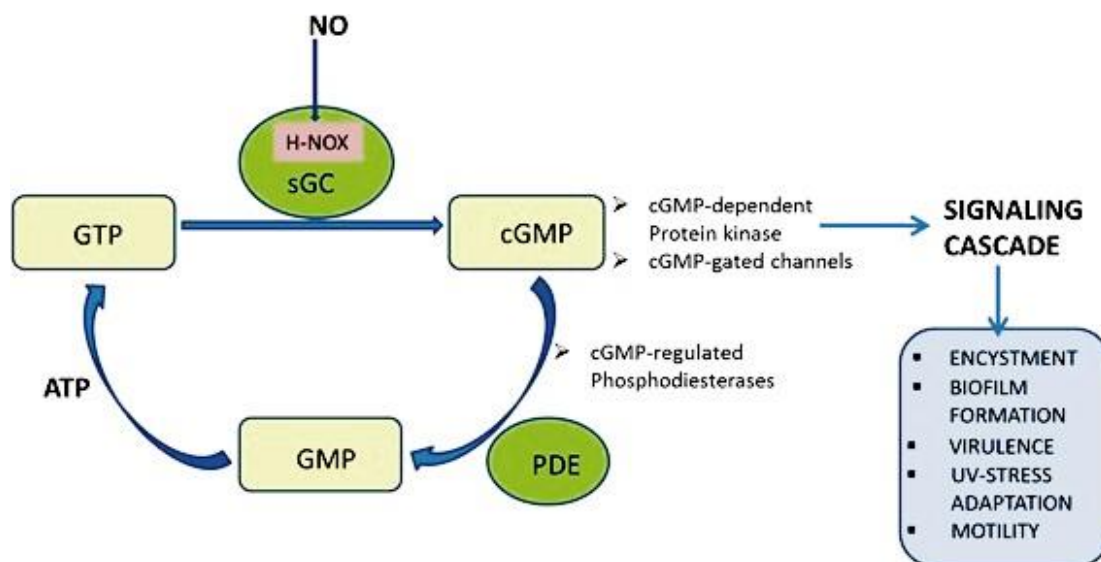 NO
H-NOX
sGC
GTP
cGMP
➢ cGMP-dependent
Protein kinase
➢ cGMP-gated channels
SIGNALING
CASCADE
➢ cGMP-regulated
Phosphodiesterases
ATP
GMP
PDE
▪ ENCYSTMENT
▪ BIOFILM
FORMATION
▪ VIRULENCE
▪ UV-STRESS
ADAPTATION
▪ MOTILITY